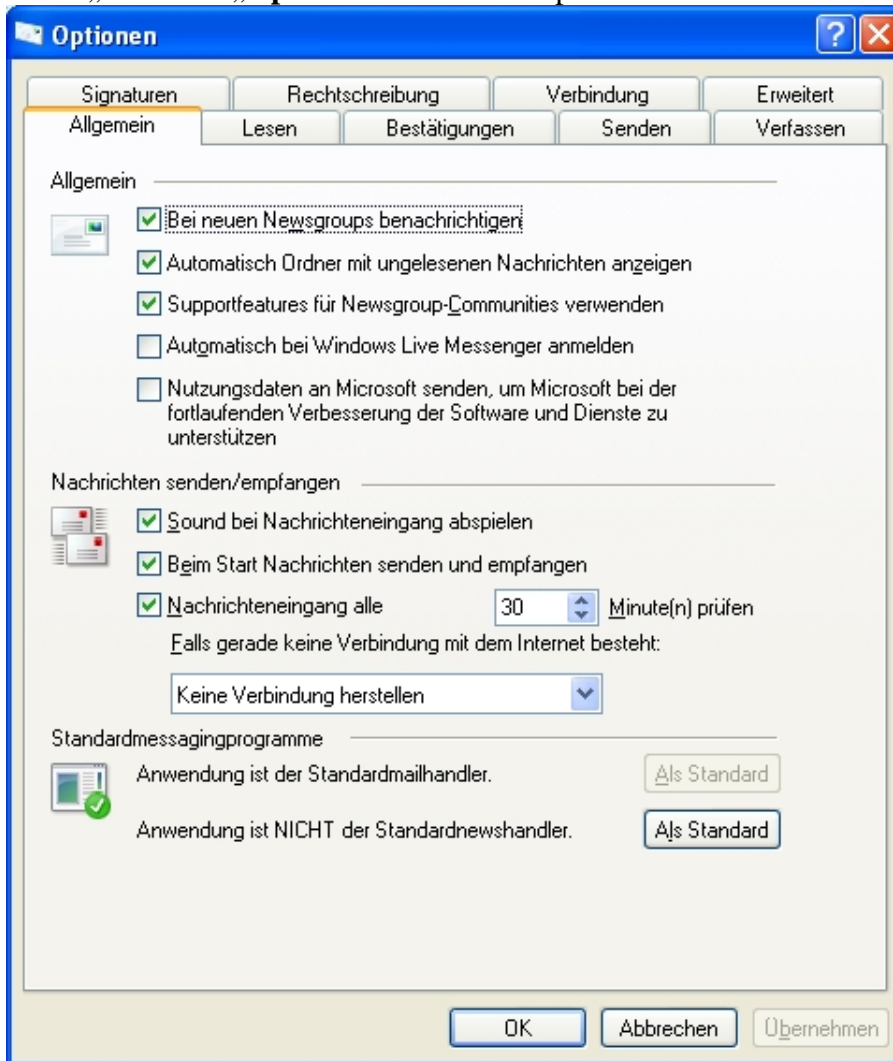 Optionen
Signaturen Rechtschreibung Verbindung Erweitert
Allgemein Lesen Bestätigungen Senden Verfassen
Allgemein
Bei neuen Newsgroups benachrichtigen
Automatisch Ordner mit ungelesenen Nachrichten anzeigen
Supportfeatures für Newsgroup-Communities verwenden
Automatisch bei Windows Live Messenger anmelden
Nutzungsdaten an Microsoft senden, um Microsoft bei der
fortlaufenden Verbesserung der Software und Dienste zu
unterstützen
Nachrichten senden/empfangen
Sound bei Nachrichteneingang abspielen
Beim Start Nachrichten senden und empfangen
Nachrichteneingang alle 30 Minute(n) prüfen
Falls gerade keine Verbindung mit dem Internet besteht:
Keine Verbindung herstellen
Standardmessagingprogramme
Anwendung ist der Standardmailhandler. Als Standard
Anwendung ist NICHT der Standardnewshandler. Als Standard
OK Abbrechen Übernehmen